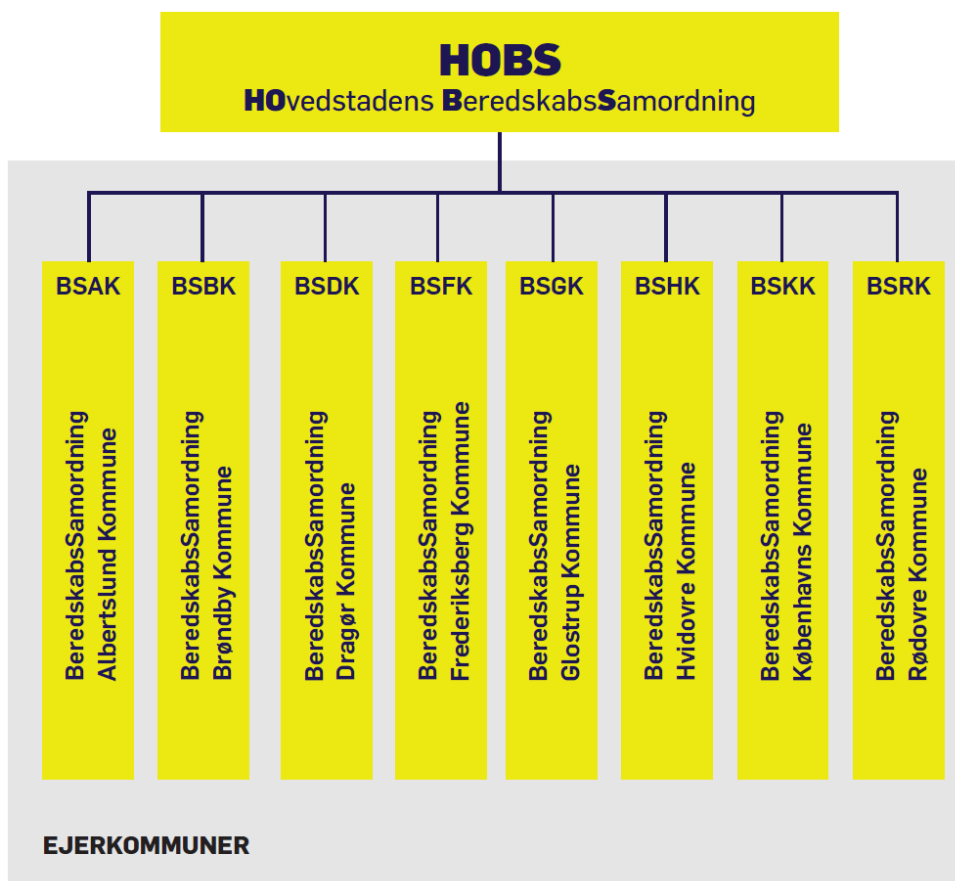 HOBS
HOvedstadens BeredskabsSamordning
BSAK
BeredskabsSamordning
Albertslund Kommune
BSBK
BeredskabsSamordning
Brøndby Kommune
BSDK
BeredskabsSamordning
Dragør Kommune
BSFK
BeredskabsSamordning
Frederiksberg Kommune
BSGK
BeredskabsSamordning
Glostrup Kommune
BSHK
BeredskabsSamordning
Hvidovre Kommune
BSKK
BeredskabsSamordning
Københavns Kommune
BSRK
BeredskabsSamordning
Rødovre Kommune
EJERKOMMUNER